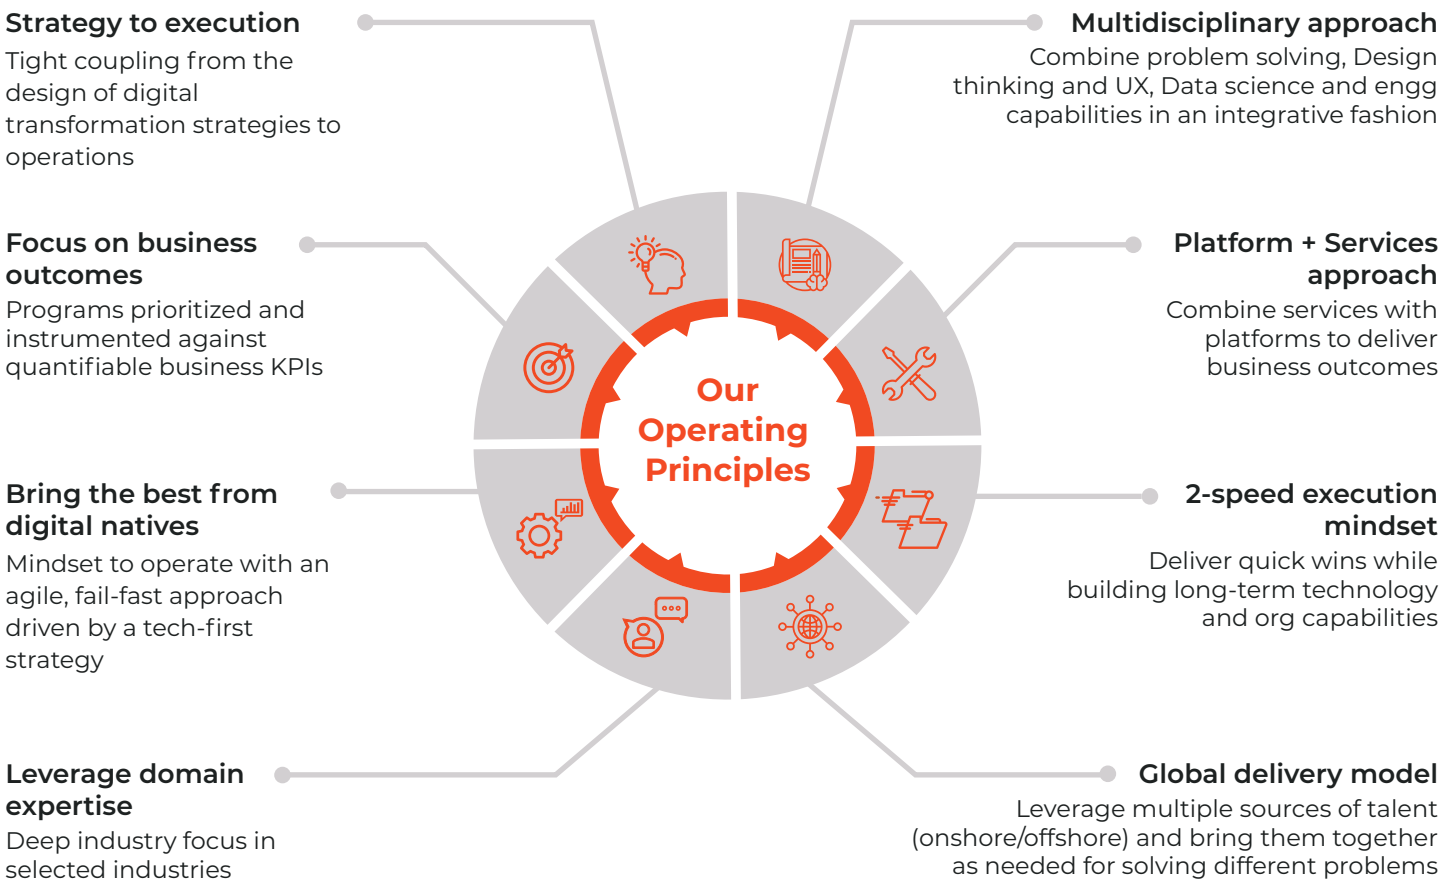 Strategy to execution
Tight coupling from the
design of digital
transformation strategies to
operations
Focus on business
outcomes
Programs prioritized and
instrumented against
quantifiable business KPIs
Bring the best from
digital natives
Mindset to operate with an
agile, fail-fast approach
driven by a tech-first
strategy
Leverage domain
expertise
Deep industry focus in
selected industries
Our
Operating
Principles
Multidisciplinary approach
Combine problem solving, Design
thinking and UX, Data science and engg
capabilities in an integrative fashion
Platform + Services
approach
Combine services with
platforms to deliver
business outcomes
2-speed execution
mindset
Deliver quick wins while
building long-term technology
and org capabilities
Global delivery model
Leverage multiple sources of talent
(onshore/offshore) and bring them together
as needed for solving different problems